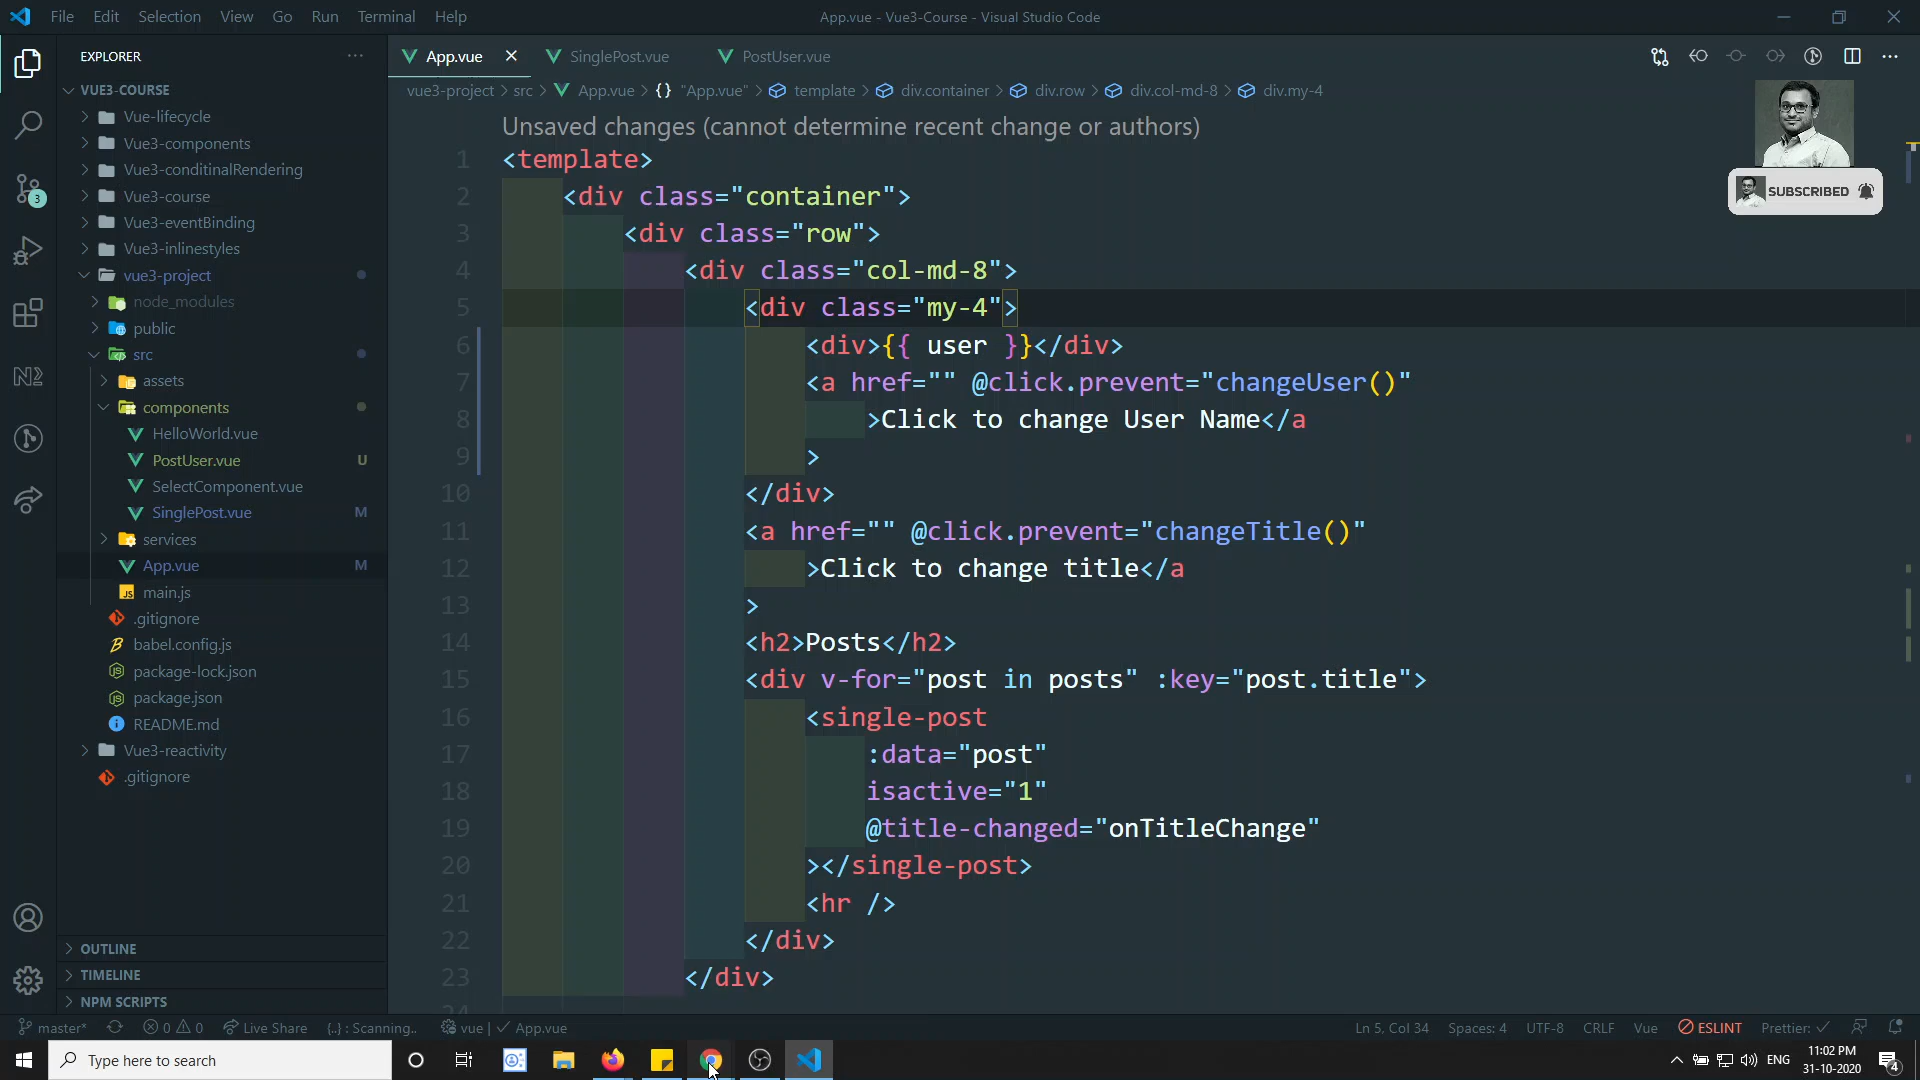 File Edit Selection View Go Run Terminal Help
App.vue - Vue3-Course - Visual Studio Code
EXPLORER
App.vue
SinglePost.vue
PostUser.vue
vue3-project > src > App.vue > {} "App.vue" > template > div.container > div.row > div.col-md-8 > div.my-4
VUE3-COURSE
Vue-lifecycle
Vue3-components
Vue3-conditinalRendering
Vue3-course
Vue3-eventBinding
Vue3-inlinestyles
vue3-project
node_modules
public
src
assets
components
HelloWorld.vue
PostUser.vue U
SelectComponent.vue
SinglePost.vue M
services
App.vue M
main.js
.gitignore
babel.config.js
package-lock.json
package.json
README.md
Vue3-reactivity
.gitignore
OUTLINE
TIMELINE
NPM SCRIPTS
3
N
Unsaved changes (cannot determine recent change or authors)
1 <template>
2 <div class="container">
3 <div class="row">
4 <div class="col-md-8">
5 <div class="my-4">
6 <div>{{ user }}</div>
7 <a href="" @click.prevent="changeUser()"
8 >Click to change User Name</a
9 >
10 </div>
11 <a href="" @click.prevent="changeTitle()"
12 >Click to change title</a
13 >
14 <h2>Posts</h2>
15 <div v-for="post in posts" :key="post.title">
16 <single-post
17 :data="post"
18 isactive="1"
19 @title-changed="onTitleChange"
20 ></single-post>
21 <hr />
22 </div>
23 </div>
24
SUBSCRIBED
master* 0 0 Live Share {..} : Scanning.. vue | App.vue
Ln 5, Col 34 Spaces: 4 UTF-8 CRLF Vue ESLINT Prettier:
Type here to search
ENG
11:02 PM
31-10-2020
4